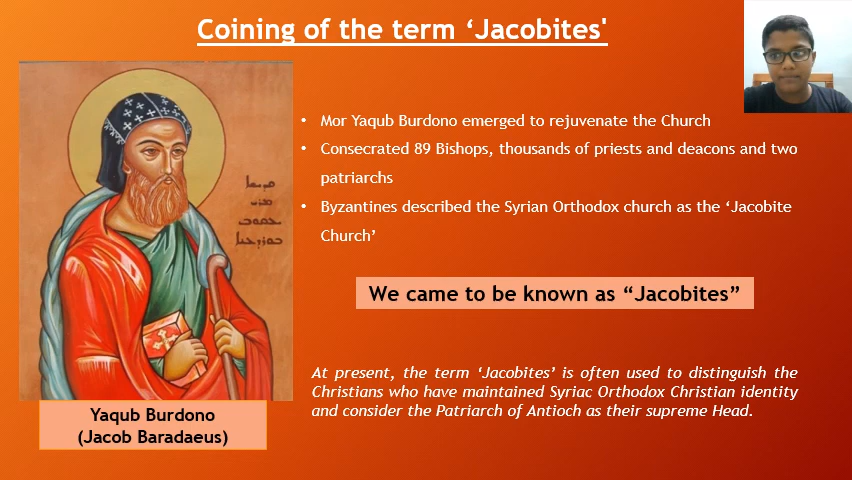 Coining of the term ‘Jacobites'
• Mor Yaqub Burdono emerged to rejuvenate the Church
• Consecrated 89 Bishops, thousands of priests and deacons and two
patriarchs
• Byzantines described the Syrian Orthodox church as the ‘Jacobite
Church’
We came to be known as “Jacobites”
At present, the term ‘Jacobites’ is often used to distinguish the
Christians who have maintained Syriac Orthodox Christian identity
and consider the Patriarch of Antioch as their supreme Head.
Yaqub Burdono
(Jacob Baradaeus)